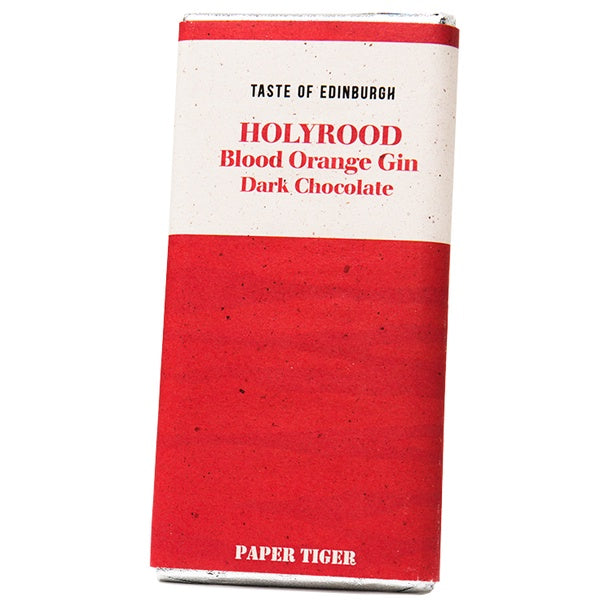 TASTE OF EDINBURGH
HOLYROOD
Blood Orange Gin
Dark Chocolate
PAPER TIGER